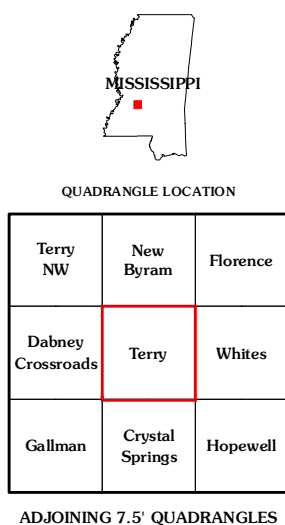 MISSISSIPPI
QUADRANGLE LOCATION
Terry
NW
New
Byram
Florence
Dabney
Crossroads
Terry
Whites
Gallman
Crystal
Springs
Hopewell
ADJOINING 7.5' QUADRANGLES